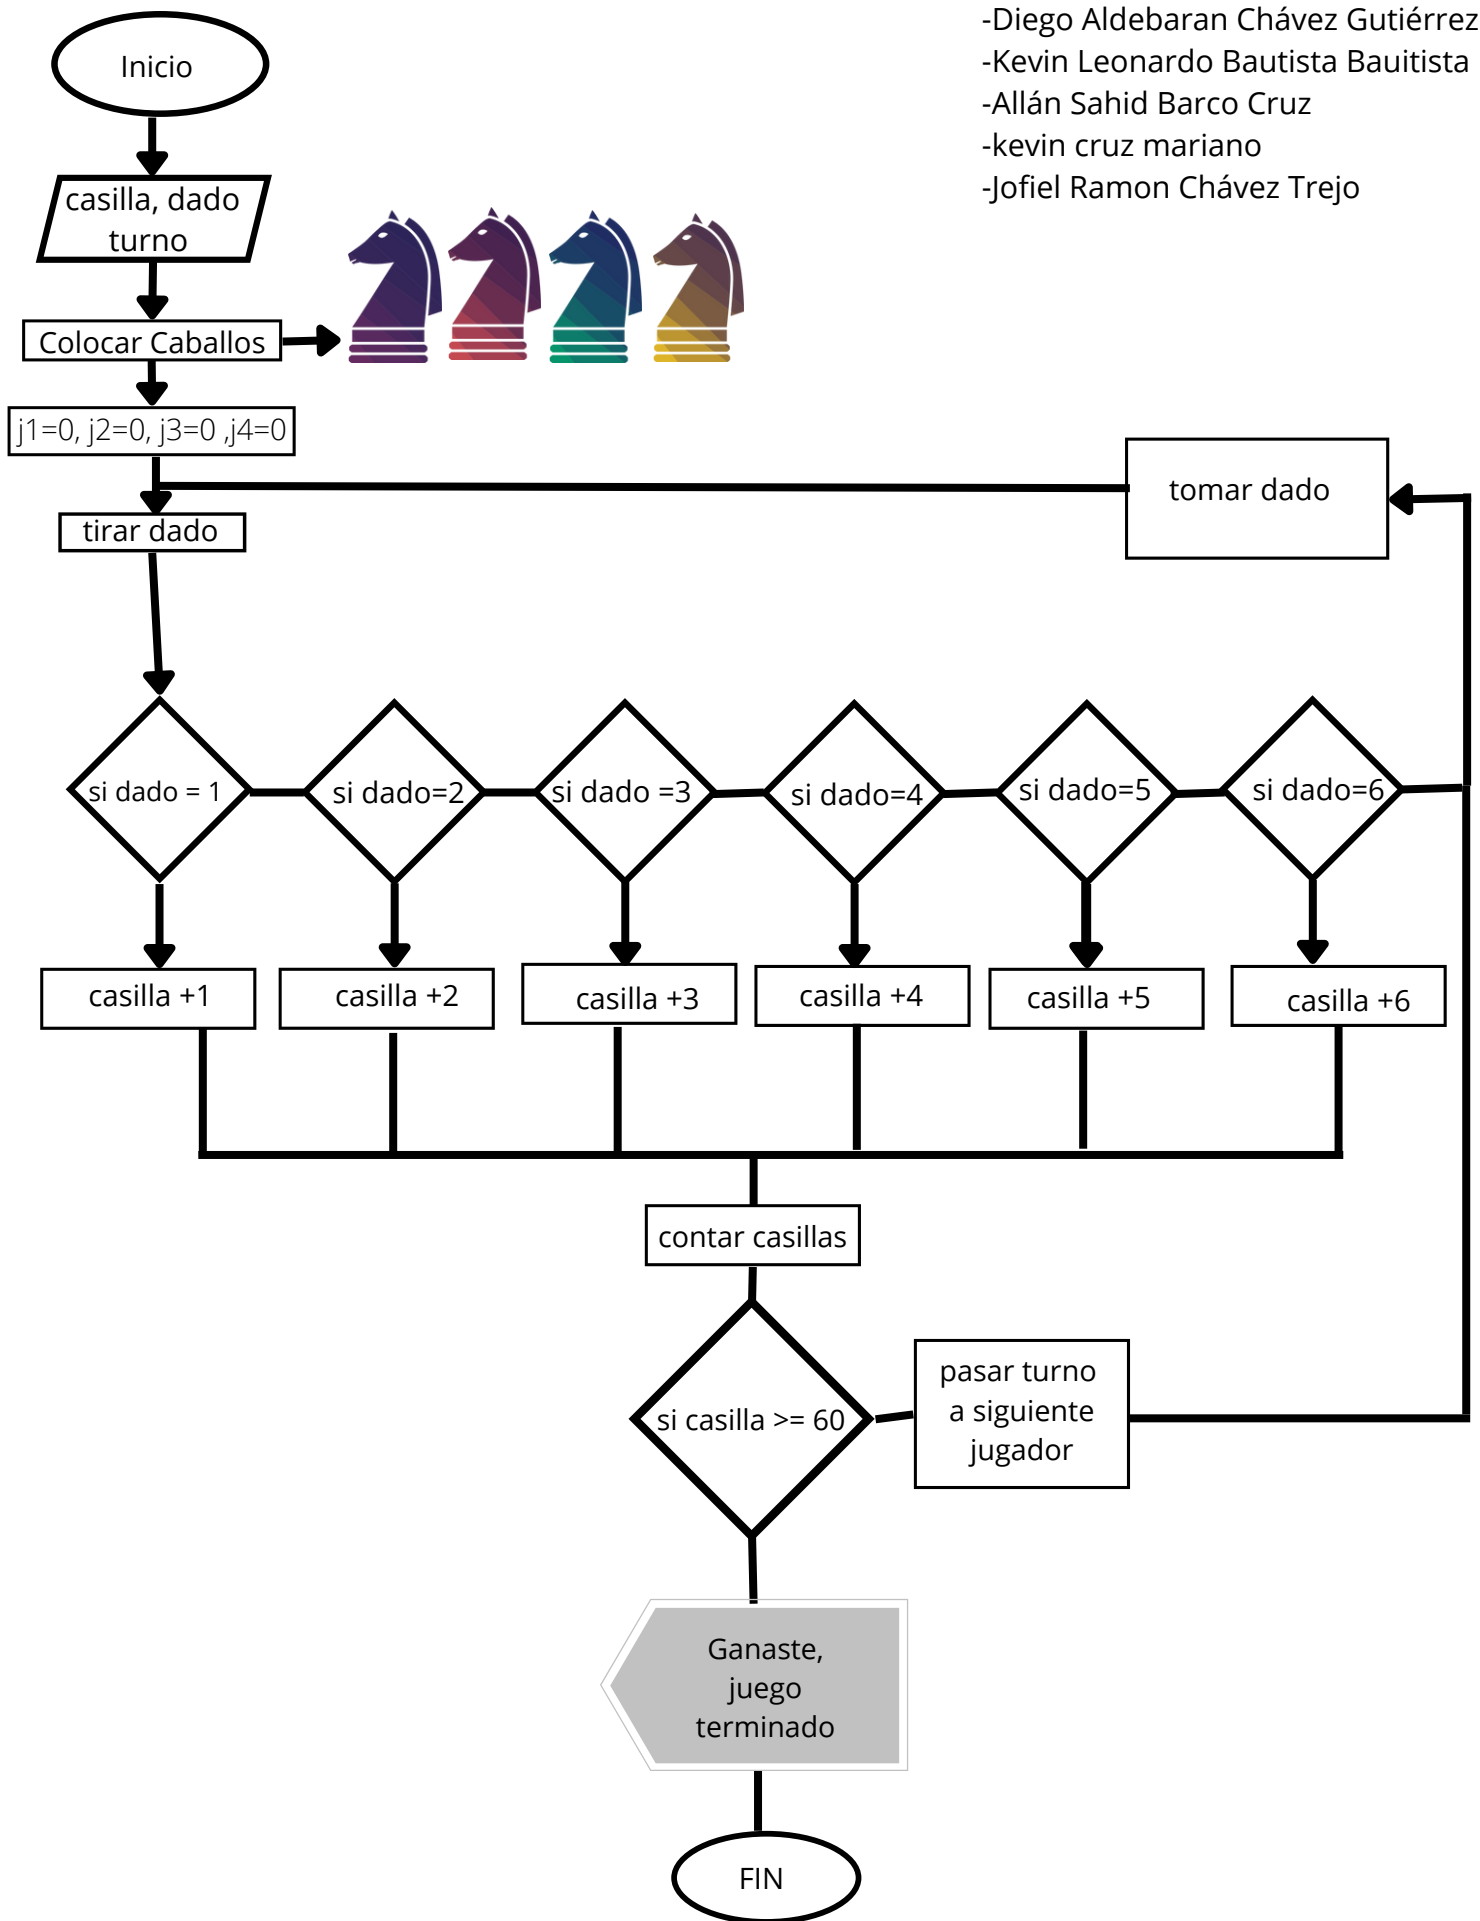 -Diego Aldebaran Chávez Gutiérrez
-Kevin Leonardo Bautista Bauitista
-Allán Sahid Barco Cruz
-kevin cruz mariano
-Jofiel Ramon Chávez Trejo
Inicio
casilla, dado
turno
Colocar Caballos
j1=0, j2=0, j3=0 ,j4=0
tomar dado
tirar dado
si dado = 1
si dado=2
si dado =3
si dado=4
si dado=5
si dado=6
casilla +1
casilla +2
casilla +3
casilla +4
casilla +5
casilla +6
contar casillas
si casilla >= 60
pasar turno
a siguiente
jugador
Ganaste,
juego
terminado
FIN